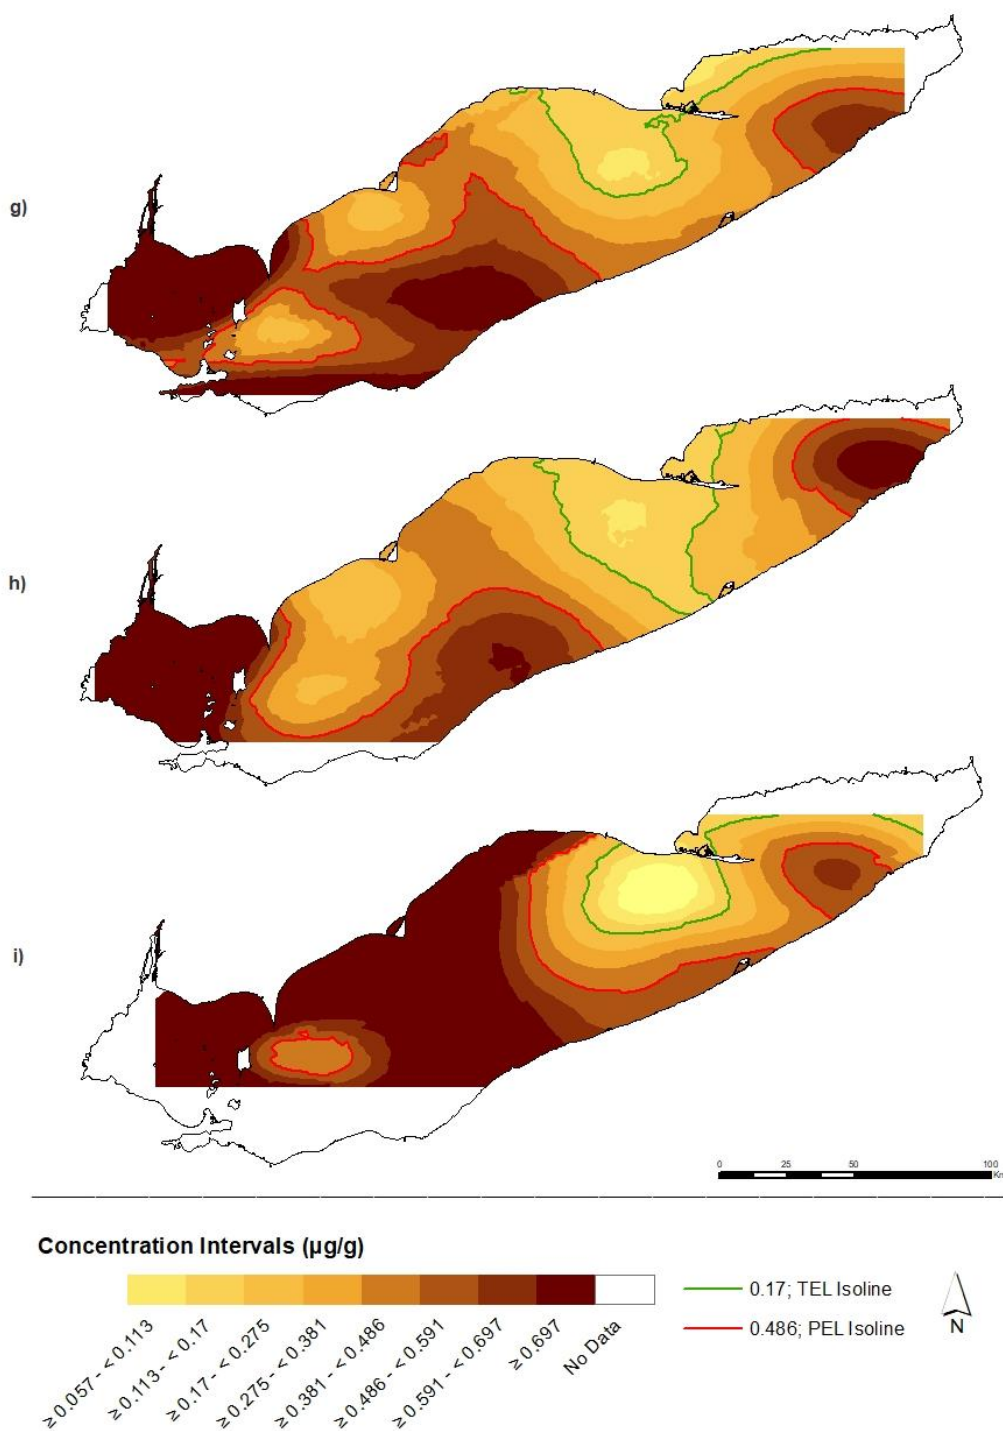 g)
h)
i)
0 25 50 100
Km
Concentration Intervals (µg/g)
≥ 0.057 - < 0.113
≥ 0.113 - < 0.17
≥ 0.17 - < 0.275
≥ 0.275 - < 0.381
≥ 0.381 - < 0.486
≥ 0.486 - < 0.591
≥ 0.591 - < 0.697
≥ 0.697
No Data
0.17; TEL Isoline
0.486; PEL Isoline
N